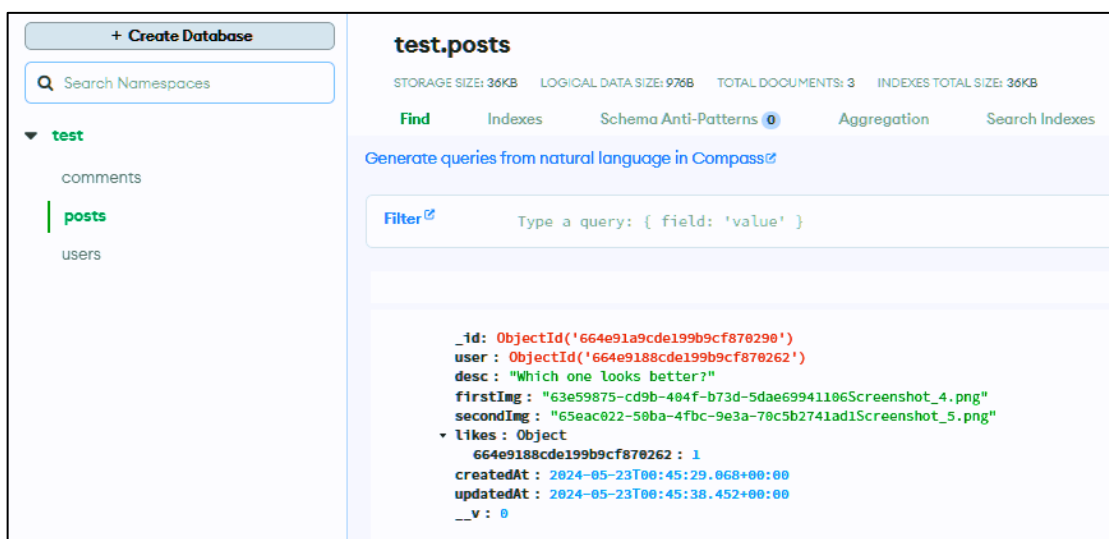 + Create Database
Search Namespaces
test
comments
posts
users
test.posts
STORAGE SIZE: 36KB LOGICAL DATA SIZE: 976B TOTAL DOCUMENTS: 3 INDEXES TOTAL SIZE: 36KB
Find Indexes Schema Anti-Patterns 0 Aggregation Search Indexes
Generate queries from natural language in Compass
Filter Type a query: { field: 'value' }
_id: ObjectId('664e91a9cde199b9cf870290')
user : ObjectId('664e9188cde199b9cf870262')
desc : "Which one looks better?"
firstImg : "63e59875-cd9b-404f-b73d-5dae69941106Screenshot_4.png"
secondImg : "65eac022-50ba-4fbc-9e3a-70c5b2741ad1Screenshot_5.png"
likes : Object
664e9188cde199b9cf870262 : 1
createdAt : 2024-05-23T00:45:29.068+00:00
updatedAt : 2024-05-23T00:45:38.452+00:00
__v : 0